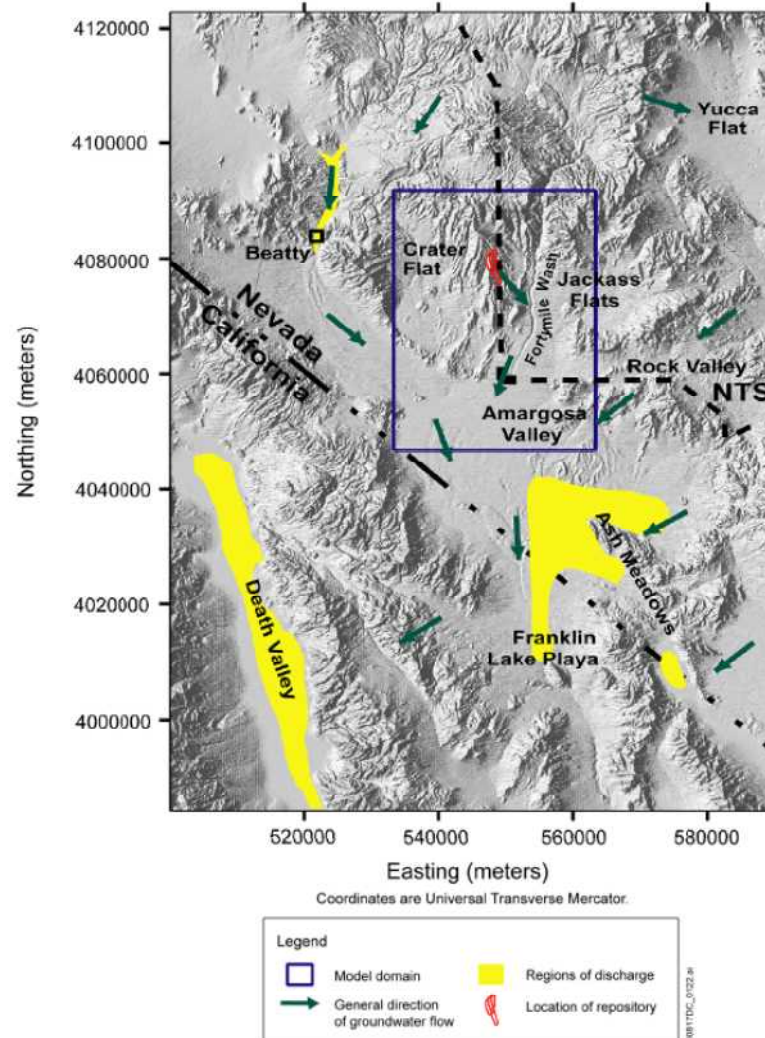 4120000
4100000
4080000
4060000
4040000
4020000
4000000
Northing (meters)
Yucca
Flat
Beatty
Crater
Flat
Fortymile Wash
Jackass
Flats
Nevada
California
Rock Valley
NTS
Amargosa
Valley
Ash Meadows
Death Valley
Franklin
Lake Playa
520000
540000
560000
580000
Easting (meters)
Coordinates are Universal Transverse Mercator.
Legend
Model domain
Regions of discharge
General direction
of groundwater flow
Location of repository